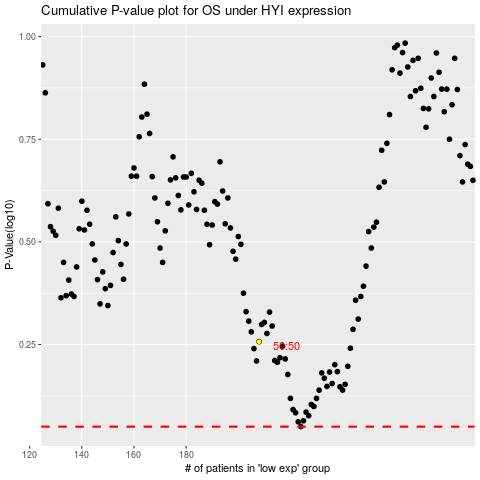 Cumulative P-value plot for OS under HYI expression
P-Value(log10)
1.00
0.75
0.50
0.25
50:50
120 140 160 180
# of patients in 'low exp' group